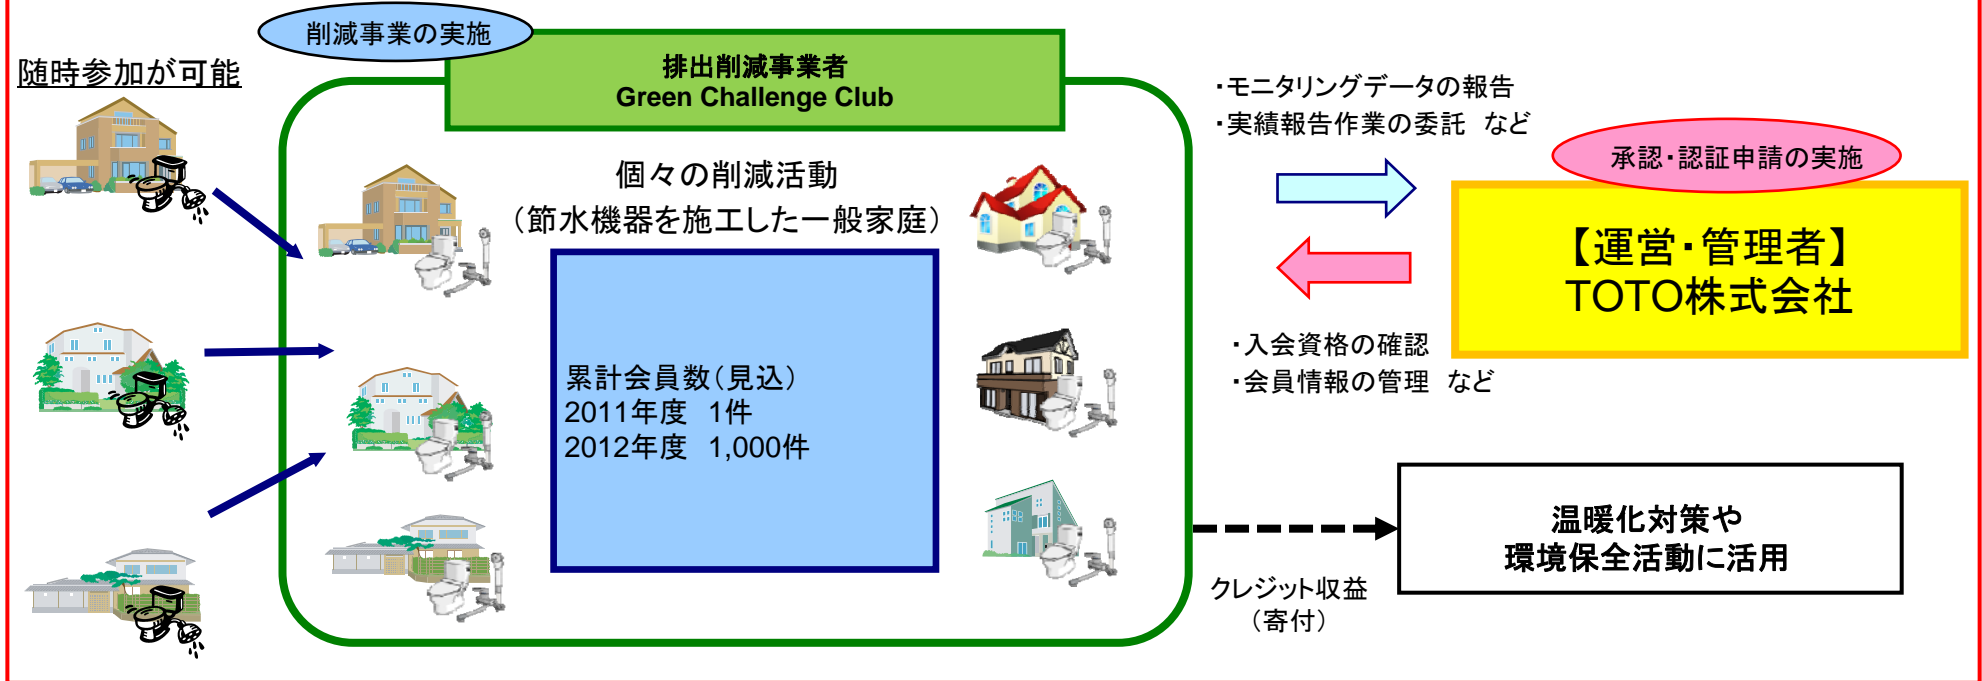 削減事業の実施
随時参加が可能
排出削減事業者
Green Challenge Club
個々の削減活動
（節水機器を施工した一般家庭）
累計会員数（見込）
2011年度　1件
2012年度　1,000件
・モニタリングデータの報告
・実績報告作業の委託　など
承認・認証申請の実施
【運営・管理者】
TOTO株式会社
・入会資格の確認
・会員情報の管理　など
クレジット収益
（寄付）
温暖化対策や
環境保全活動に活用